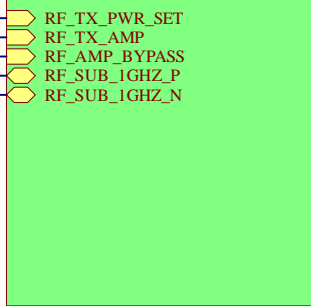 RF_TX_PWR_SET
RF_TX_AMP
RF_AMP_BYPASS
RF_SUB_1GHZ_P
RF_SUB_1GHZ_N